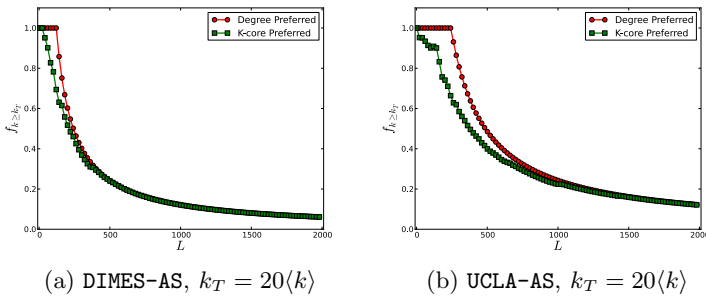 Degree Preferred
K-core Preferred
1.0
0.8
0.6
0.4
0.2
0.0
f_{k≥k_T}
0 500 1000 1500 2000
L
(a) DIMES-AS, k_T = 20⟨k⟩
Degree Preferred
K-core Preferred
1.0
0.8
0.6
0.4
0.2
0.0
f_{k≥k_T}
0 500 1000 1500 2000
L
(b) UCLA-AS, k_T = 20⟨k⟩